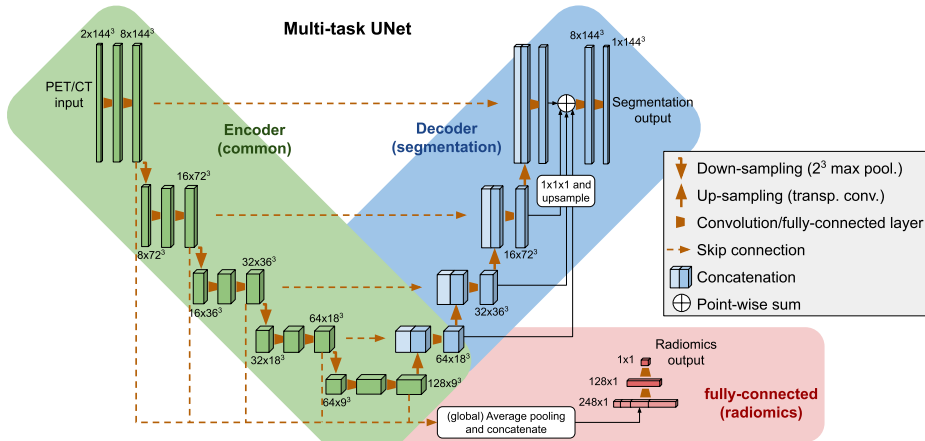 Multi-task UNet
2x144³ 8x144³
PET/CT
input
Encoder
(common)
Decoder
(segmentation)
8x144³
1x144³
Segmentation
output
16x72³
8x72³
1x1x1 and
upsample
16x72³
32x36³
16x36³
32x36³
64x18³
32x18³
64x18³
64x9³
128x9³
Down-sampling (2³ max pool.)
Up-sampling (transp. conv.)
Convolution/fully-connected layer
Skip connection
Concatenation
Point-wise sum
Radiomics
output
1x1
128x1
248x1
fully-connected
(radiomics)
(global) Average pooling
and concatenate